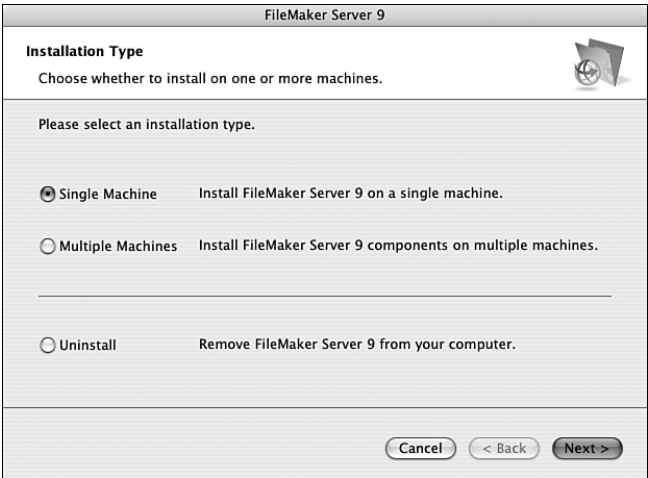 FileMaker Server 9
Installation Type
Choose whether to install on one or more machines.
Please select an installation type.
Single Machine Install FileMaker Server 9 on a single machine.
Multiple Machines Install FileMaker Server 9 components on multiple machines.
Uninstall Remove FileMaker Server 9 from your computer.
Cancel < Back Next >